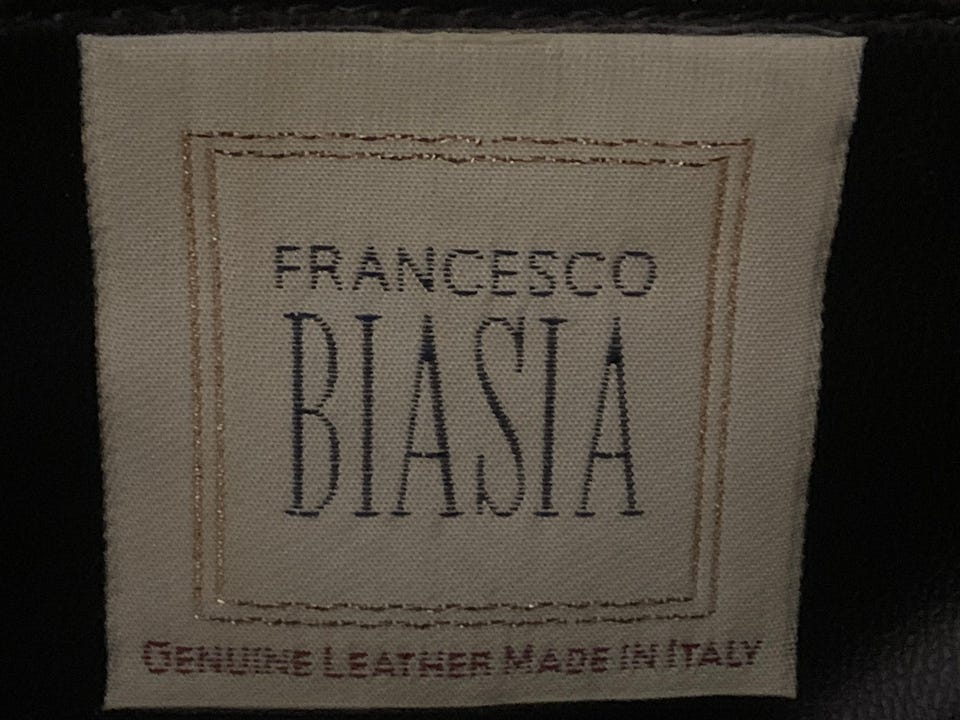 FRANCESCO
BIASIA
GENUINE LEATHER MADE IN ITALY